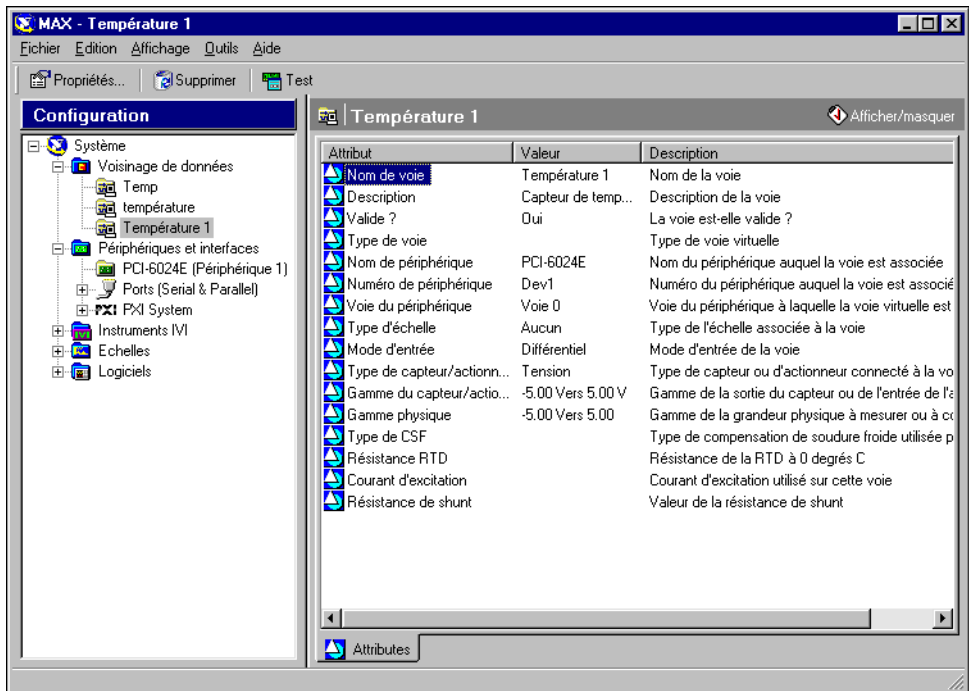 MAX - Température 1
Fichier Edition Affichage Outils Aide
Propriétés... Supprimer Test
Configuration
Système
Voisinage de données
Temp
température
Température 1
Périphériques et interfaces
PCI-6024E (Périphérique 1)
Ports (Serial & Parallel)
PXI PXI System
Instruments IVI
Echelles
Logiciels
Température 1 Afficher/masquer
Attribut Valeur Description
Nom de voie Température 1 Nom de la voie
Description Capteur de temp... Description de la voie
Valide ? Oui La voie est-elle valide ?
Type de voie Type de voie virtuelle
Nom de périphérique PCI-6024E Nom du périphérique auquel la voie est associée
Numéro de périphérique Dev1 Numéro du périphérique auquel la voie est associé
Voie du périphérique Voie 0 Voie du périphérique à laquelle la voie virtuelle est
Type d'échelle Aucun Type de l'échelle associée à la voie
Mode d'entrée Différentiel Mode d'entrée de la voie
Type de capteur/actionn... Tension Type de capteur ou d'actionneur connecté à la vo
Gamme du capteur/actio... -5.00 Vers 5.00 V Gamme de la sortie du capteur ou de l'entrée de l'a
Gamme physique -5.00 Vers 5.00 Gamme de la grandeur physique à mesurer ou à co
Type de CSF Type de compensation de soudure froide utilisée p
Résistance RTD Résistance de la RTD à 0 degrés C
Courant d'excitation Courant d'excitation utilisé sur cette voie
Résistance de shunt Valeur de la résistance de shunt
Attributes